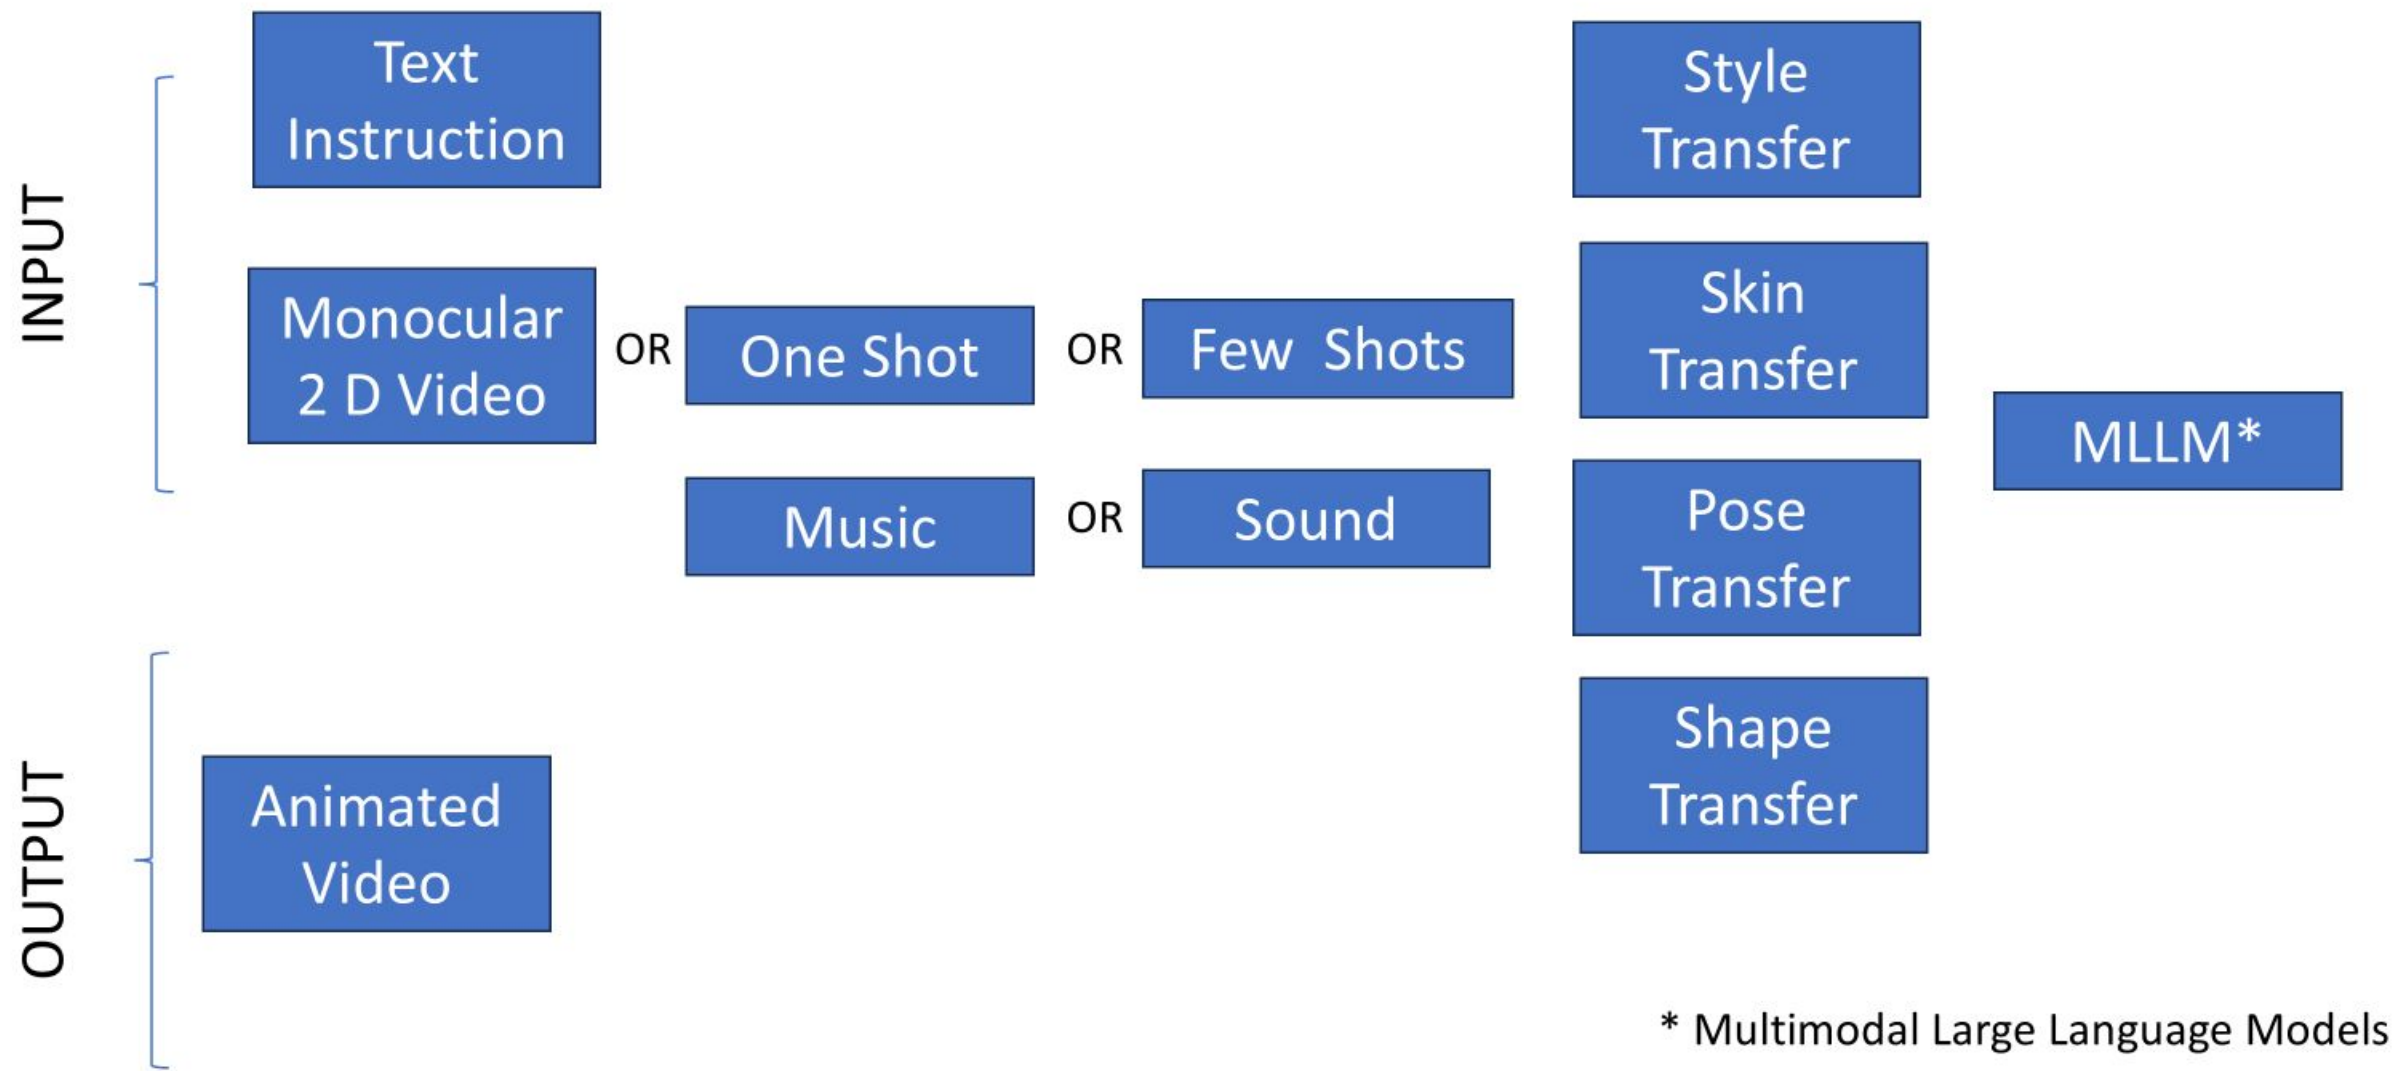 INPUT
Text
Instruction
Monocular
2 D Video
OR
One Shot
OR
Few  Shots
Music
OR
Sound
Style
Transfer
Skin
Transfer
Pose
Transfer
Shape
Transfer
MLLM*
OUTPUT
Animated
Video
* Multimodal Large Language Models